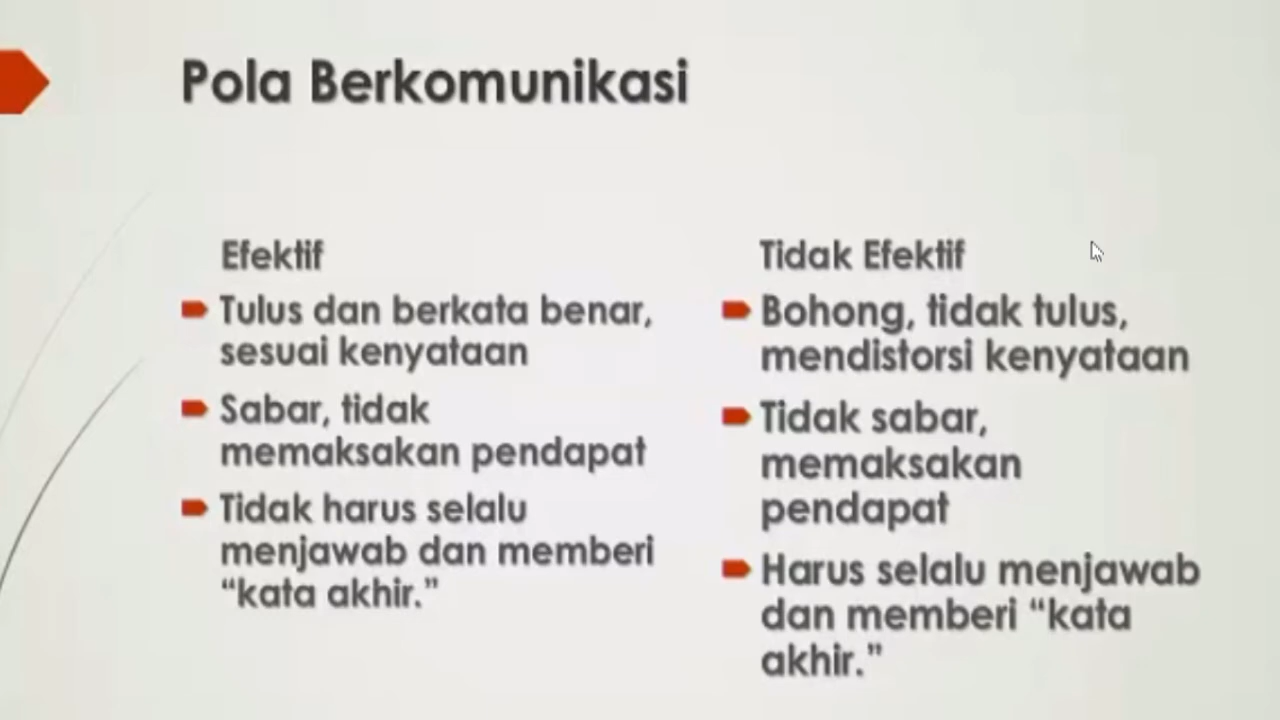 Pola Berkomunikasi
Efektif
Tulus dan berkata benar,
sesuai kenyataan
Sabar, tidak
memaksakan pendapat
Tidak harus selalu
menjawab dan memberi
“kata akhir.”
Tidak Efektif
Bohong, tidak tulus,
mendistorsi kenyataan
Tidak sabar,
memaksakan
pendapat
Harus selalu menjawab
dan memberi “kata
akhir.”